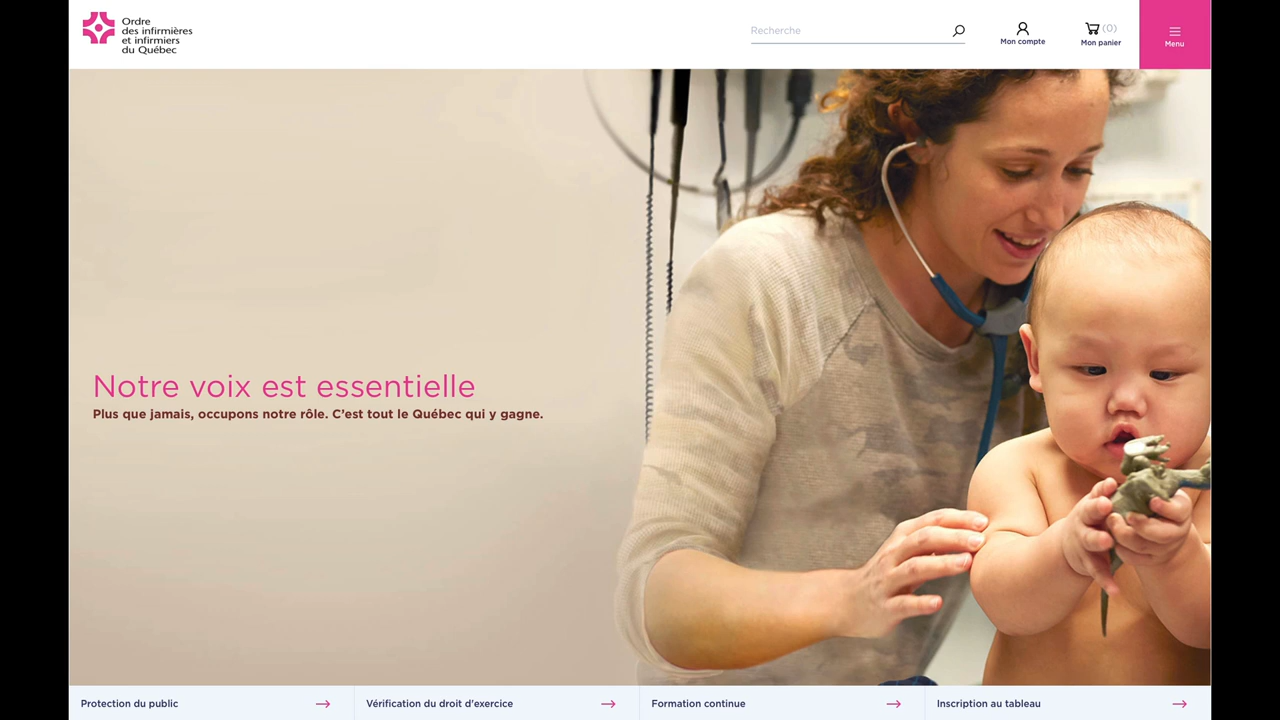 Ordre
des infirmières
et infirmiers
du Québec
Recherche
Mon compte
(0)
Mon panier
Menu
Notre voix est essentielle
Plus que jamais, occupons notre rôle. C’est tout le Québec qui y gagne.
Protection du public
Vérification du droit d'exercice
Formation continue
Inscription au tableau